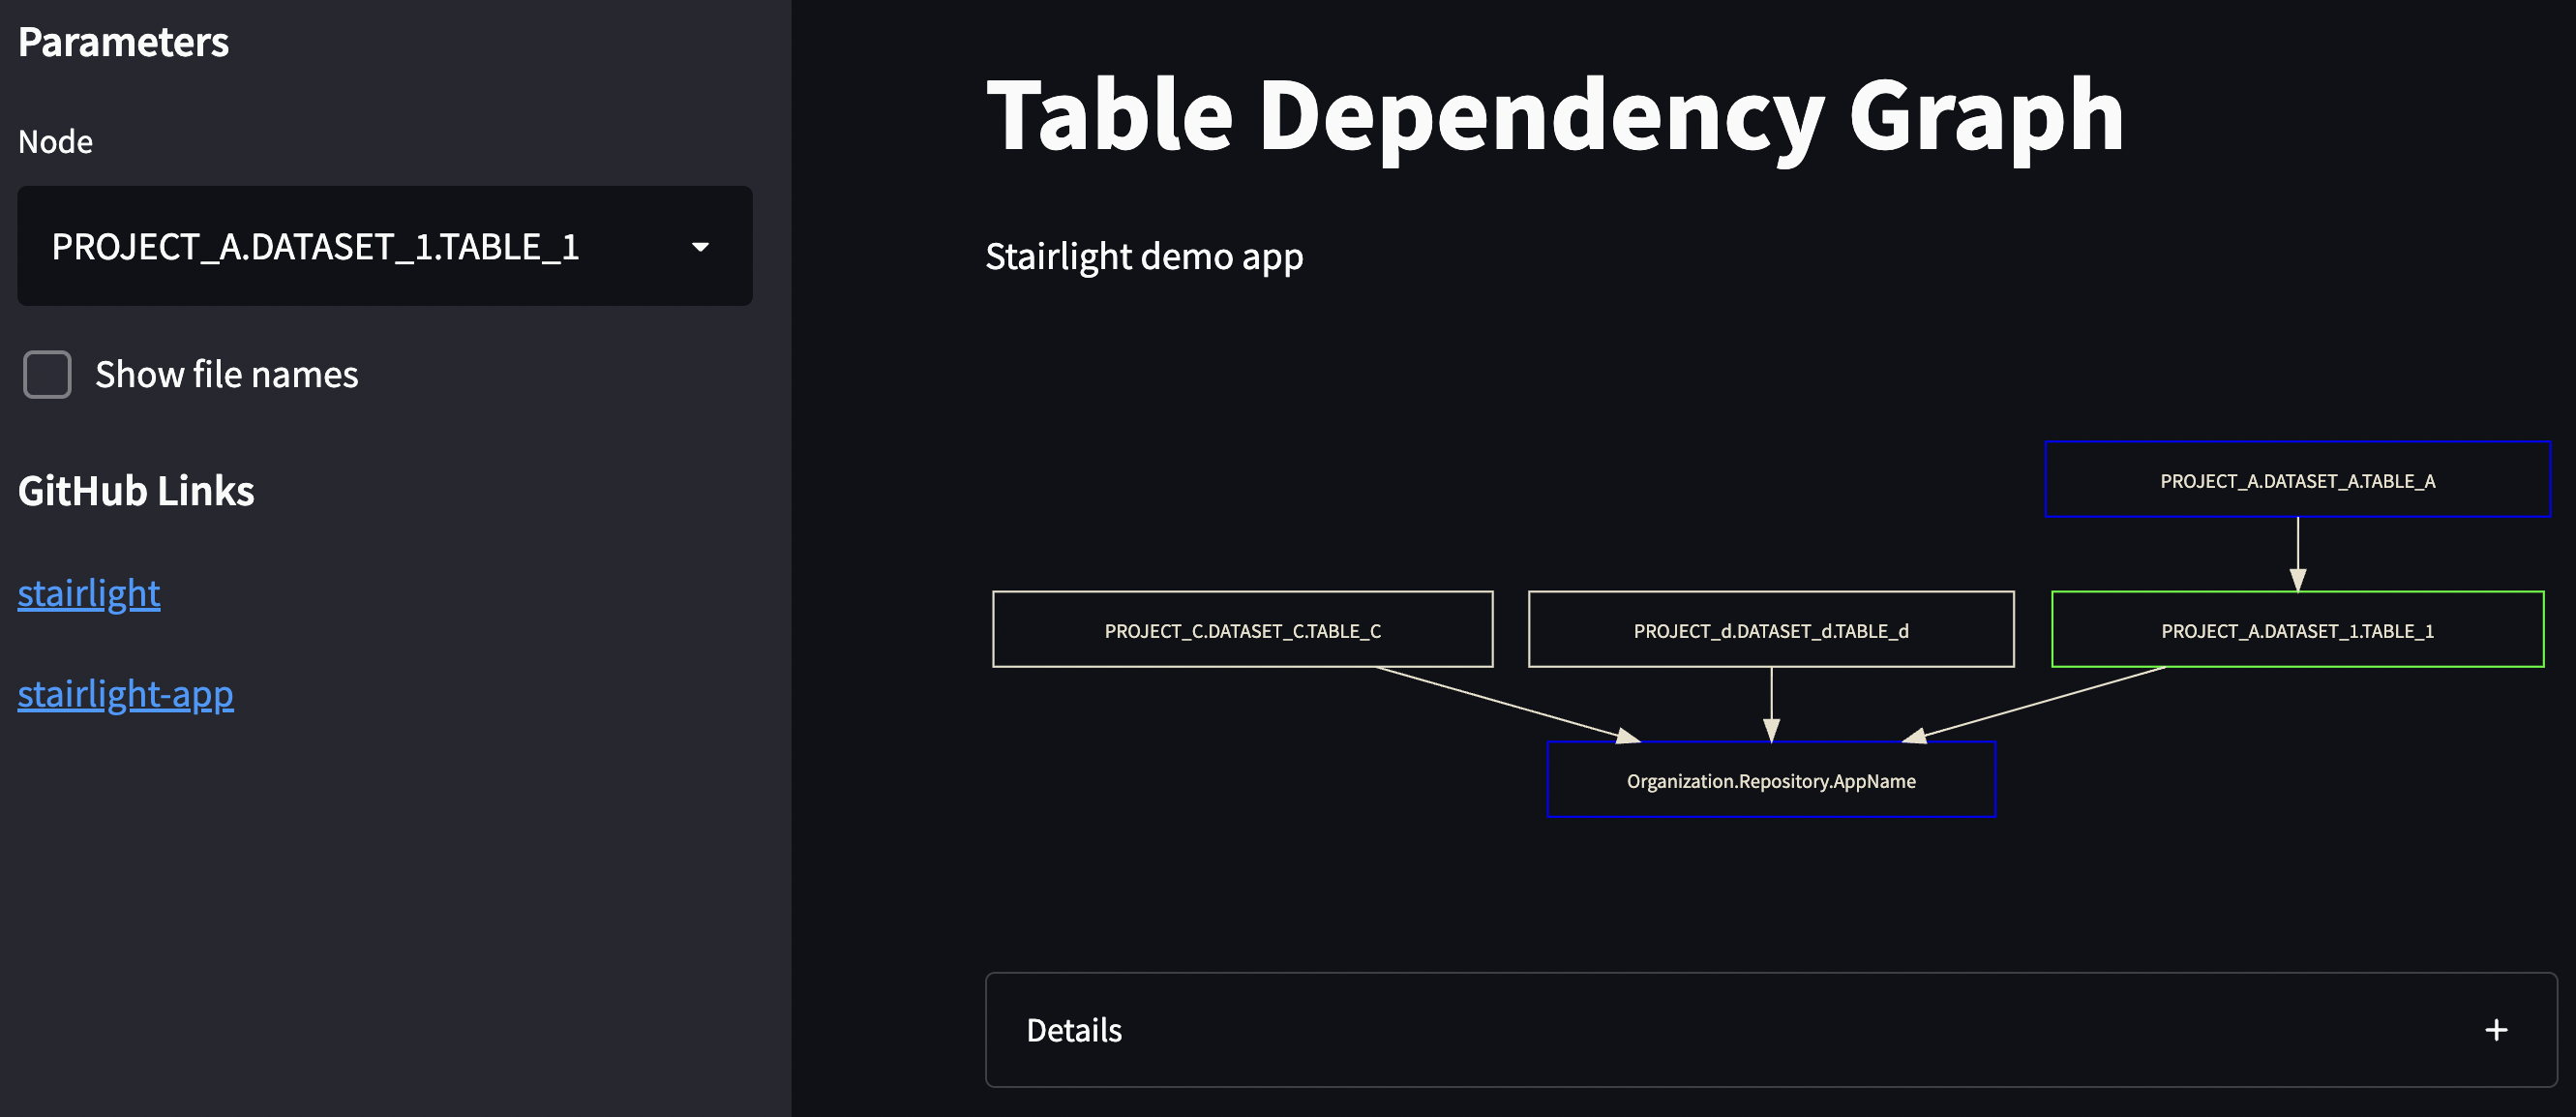 Parameters
Node
PROJECT_A.DATASET_1.TABLE_1
Show file names
GitHub Links
stairlight
stairlight-app
Table Dependency Graph
Stairlight demo app
PROJECT_A.DATASET_A.TABLE_A
PROJECT_C.DATASET_C.TABLE_C
PROJECT_d.DATASET_d.TABLE_d
PROJECT_A.DATASET_1.TABLE_1
Organization.Repository.AppName
Details